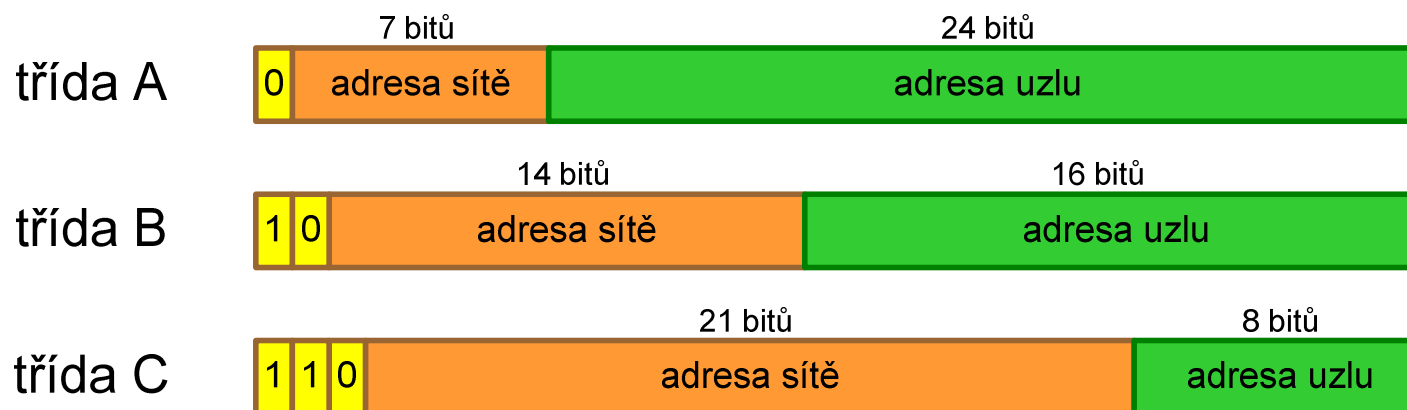 7 bitů 24 bitů
třída A 0 adresa sítě adresa uzlu
14 bitů 16 bitů
třída B 1 0 adresa sítě adresa uzlu
21 bitů 8 bitů
třída C 1 1 0 adresa sítě adresa uzlu